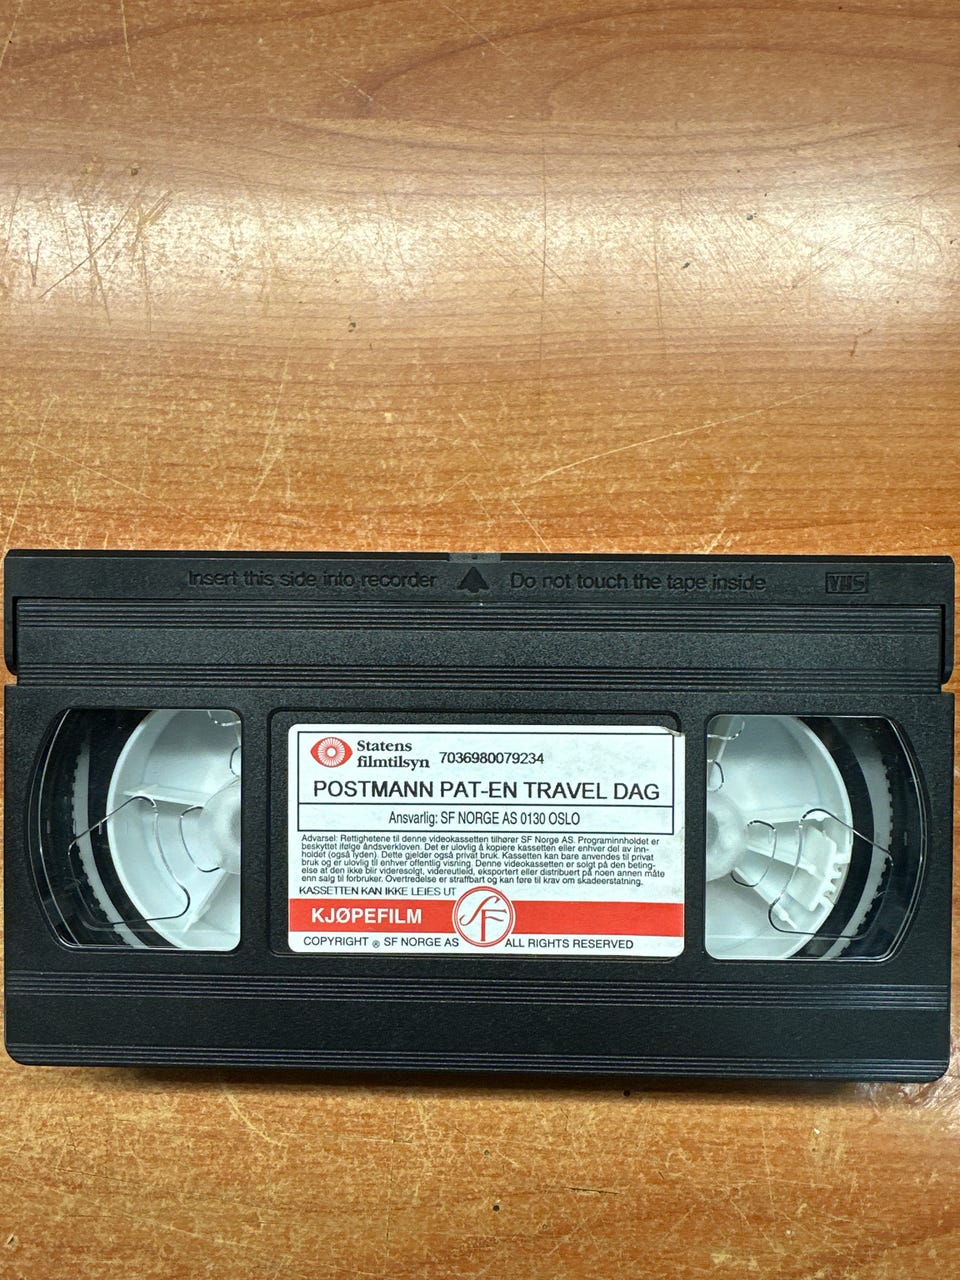 Insert this side into recorder Do not touch the tape inside VHS
Statens
filmtilsyn 7036980079234
POSTMANN PAT-EN TRAVEL DAG
Ansvarlig: SF NORGE AS 0130 OSLO
Advarsel: Rettighetene til denne videokassetten tilhører SF Norge AS. Programinnholdet er
beskyttet ifølge åndsverkloven. Det er ulovlig å kopiere kassetten eller enhver del av inn-
holdet (også lyden). Dette gjelder også privat bruk. Kassetten kan bare anvendes til privat
bruk og er ulovlig til enhver offentlig visning. Denne videokassetten er solgt på den beting-
else at den ikke blir videresolgt, videreutleid, eksportert eller distribuert på noen annen måte
enn salg til forbruker. Overtredelse er straffbart og kan føre til krav om skadeerstatning.
KASSETTEN KAN IKKE LEIES UT
KJØPEFILM SF
COPYRIGHT ® SF NORGE AS ALL RIGHTS RESERVED